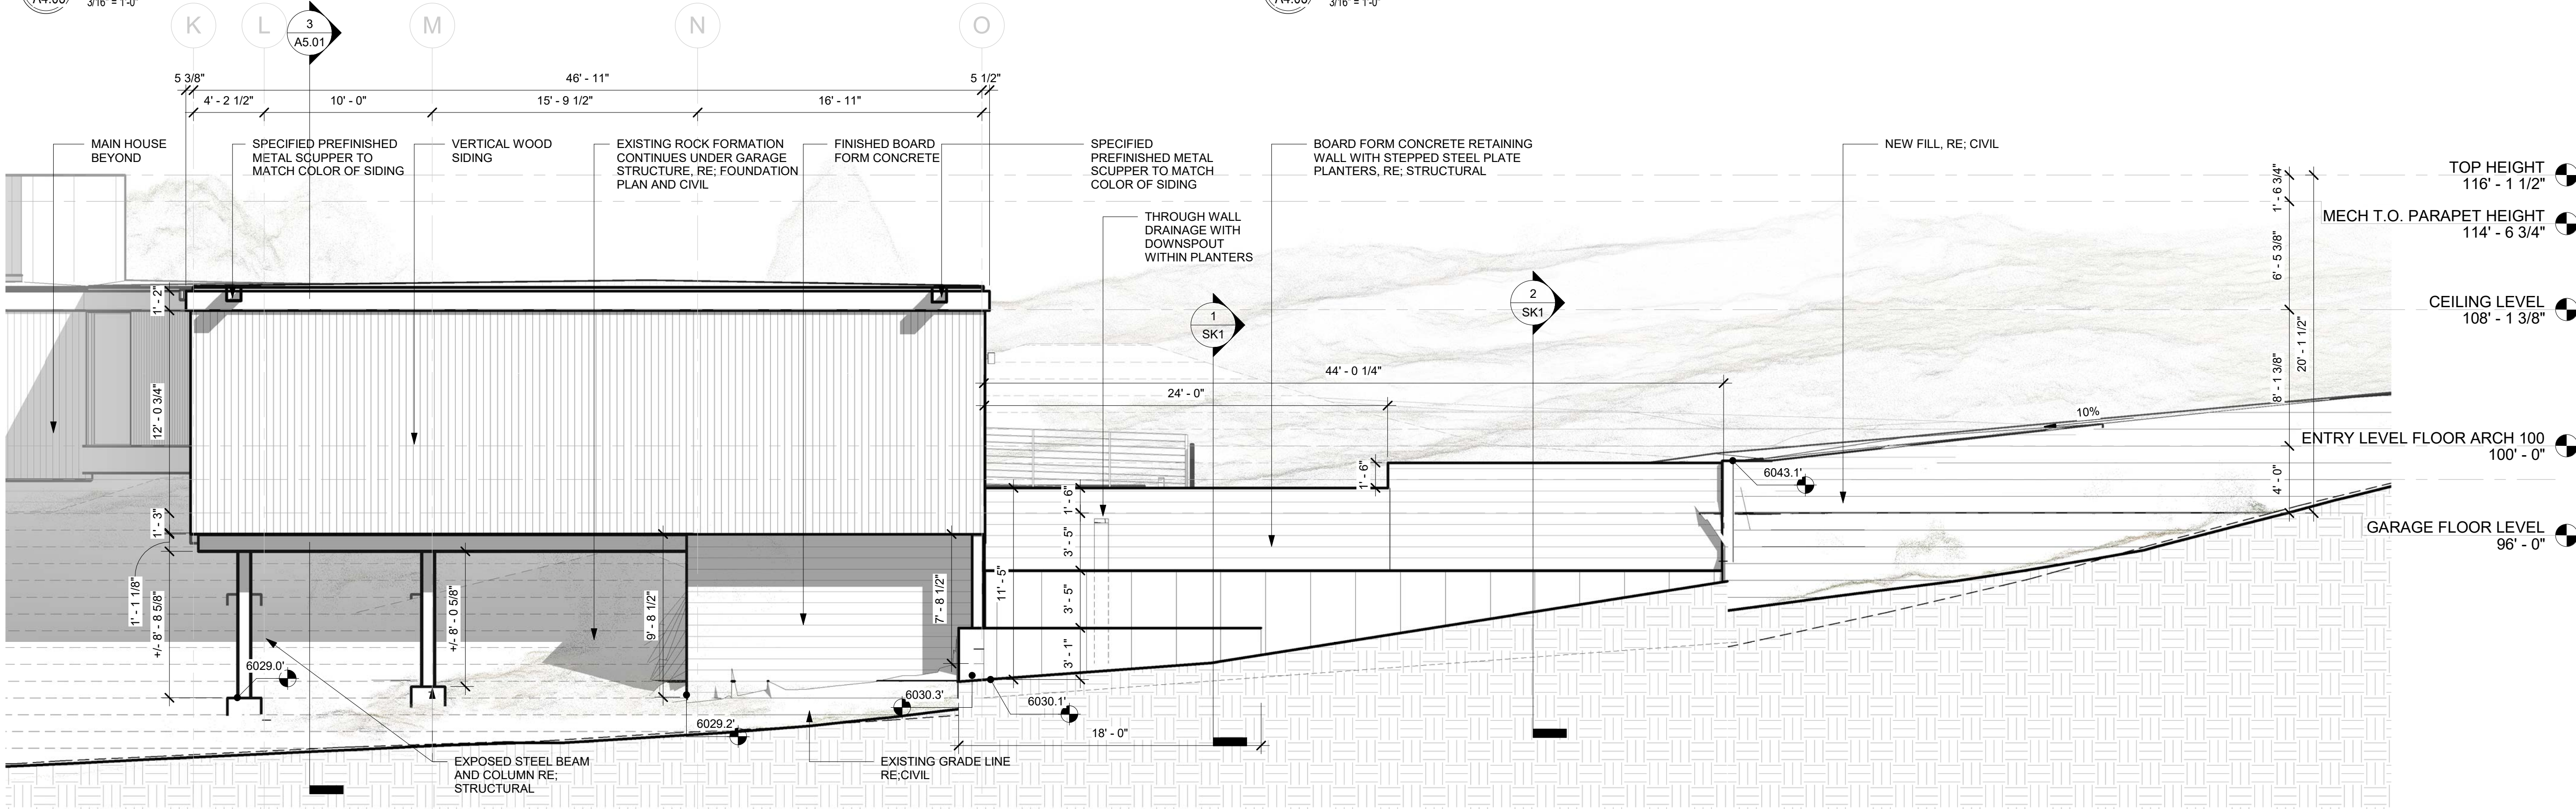 A4.00
3/16" = 1'-0"
3/16" = 1'-0"
K
L
M
N
O
3
A5.01
5 3/8"
46' - 11"
5 1/2"
4' - 2 1/2"
10' - 0"
15' - 9 1/2"
16' - 11"
MAIN HOUSE
BEYOND
SPECIFIED PREFINISHED
METAL SCUPPER TO
MATCH COLOR OF SIDING
VERTICAL WOOD
SIDING
EXISTING ROCK FORMATION
CONTINUES UNDER GARAGE
STRUCTURE, RE; FOUNDATION
PLAN AND CIVIL
FINISHED BOARD
FORM CONCRETE
SPECIFIED
PREFINISHED METAL
SCUPPER TO MATCH
COLOR OF SIDING
BOARD FORM CONCRETE RETAINING
WALL WITH STEPPED STEEL PLATE
PLANTERS, RE; STRUCTURAL
NEW FILL, RE; CIVIL
THROUGH WALL
DRAINAGE WITH
DOWNSPOUT
WITHIN PLANTERS
TOP HEIGHT
116' - 1 1/2"
MECH T.O. PARAPET HEIGHT
114' - 6 3/4"
CEILING LEVEL
108' - 1 3/8"
ENTRY LEVEL FLOOR ARCH 100
100' - 0"
GARAGE FLOOR LEVEL
96' - 0"
1' - 6 3/4"
6' - 5 3/8"
8' - 1 3/8"
20' - 1 1/2"
4' - 0"
1
SK1
2
SK1
44' - 0 1/4"
24' - 0"
10%
1' - 2"
12' - 0 3/4"
1' - 3"
1' - 1 1/8"
+/- 8' - 8 5/8"
+/- 8' - 0 5/8"
9' - 8 1/2"
7' - 8 1/2"
11' - 5"
1' - 6"
3' - 5"
3' - 5"
3' - 1"
1' - 6"
6043.1'
6029.0'
6029.2'
6030.3'
6030.1'
18' - 0"
EXPOSED STEEL BEAM
AND COLUMN RE;
STRUCTURAL
EXISTING GRADE LINE
RE;CIVIL